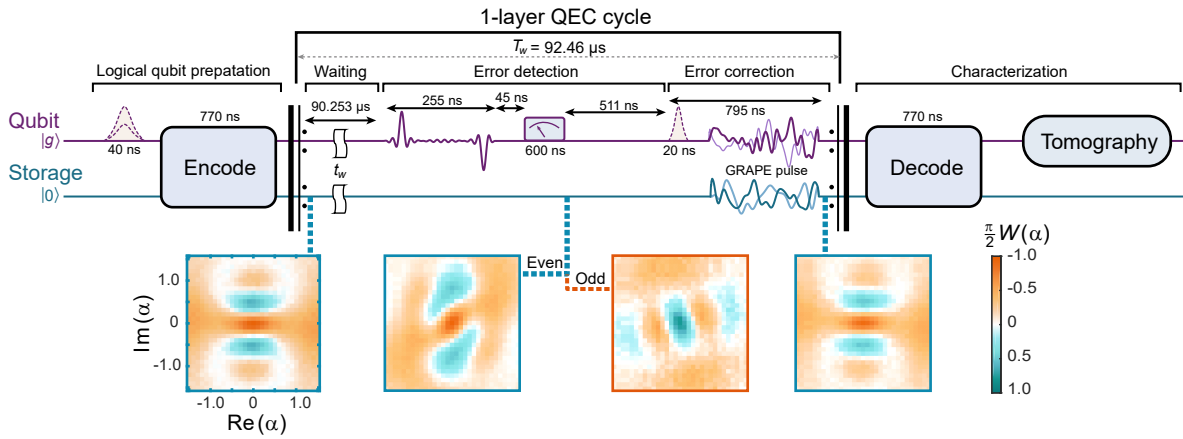 1-layer QEC cycle
T_w = 92.46 μs
Logical qubit prepatation
Waiting
Error detection
Error correction
Characterization
90.253 μs
255 ns
45 ns
511 ns
795 ns
770 ns
770 ns
Qubit
|g⟩
40 ns
Encode
600 ns
20 ns
Decode
Tomography
t_w
GRAPE pulse
Storage
|0⟩
Even
Odd
π/2 W(α)
-1.0
-0.5
0
0.5
1.0
Im(α)
1.0
0
-1.0
-1.0 0 1.0
Re(α)